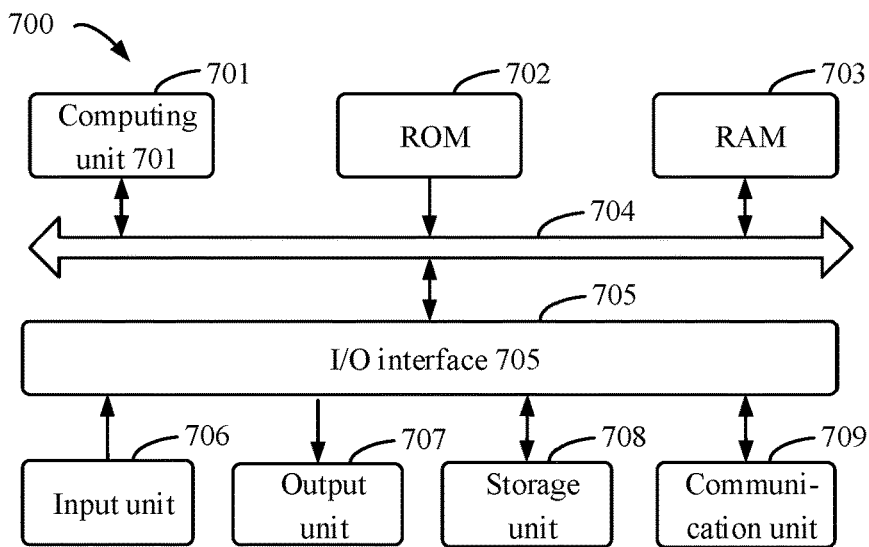 700
701
702
703
Computing
unit 701
ROM
RAM
704
705
I/O interface 705
706
707
708
709
Input unit
Output
unit
Storage
unit
Communi-
cation unit